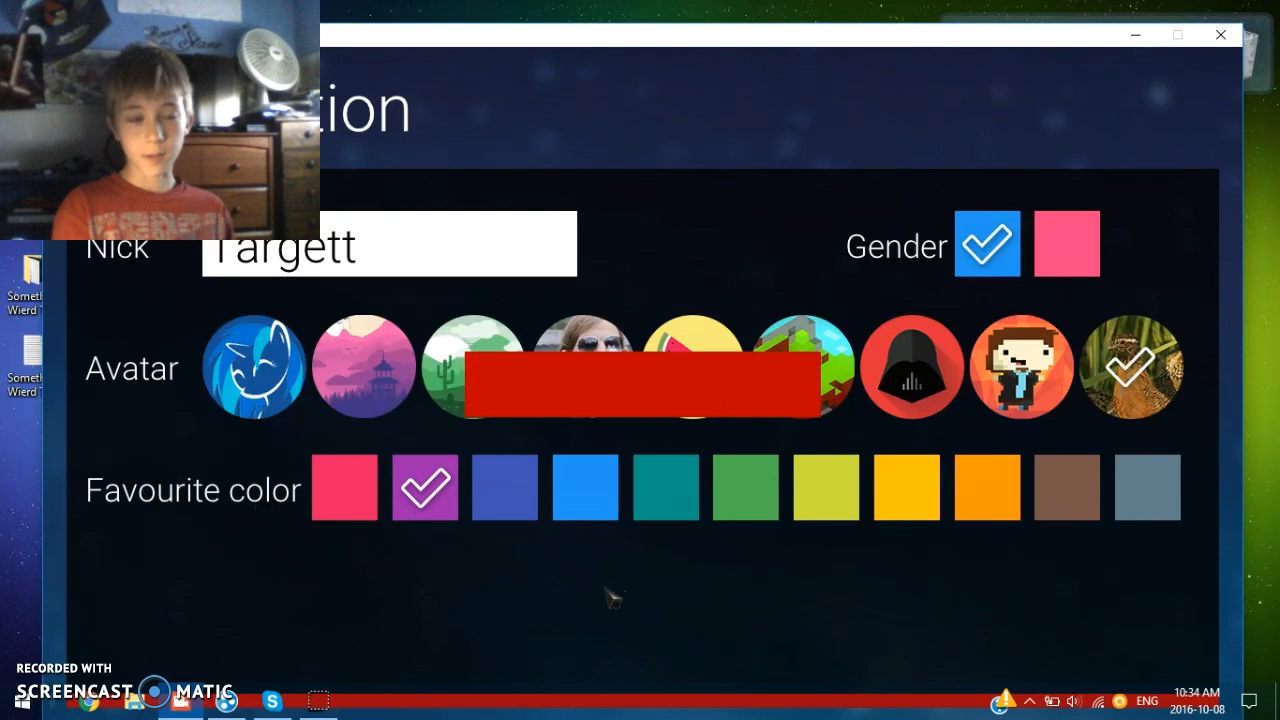 tion
Nick
Targett
Gender
Someth
Wierd T
Avatar
Someth
Wierd T
Favourite color
RECORDED WITH
SCREENCAST MATIC
ENG
10:34 AM
2016-10-08